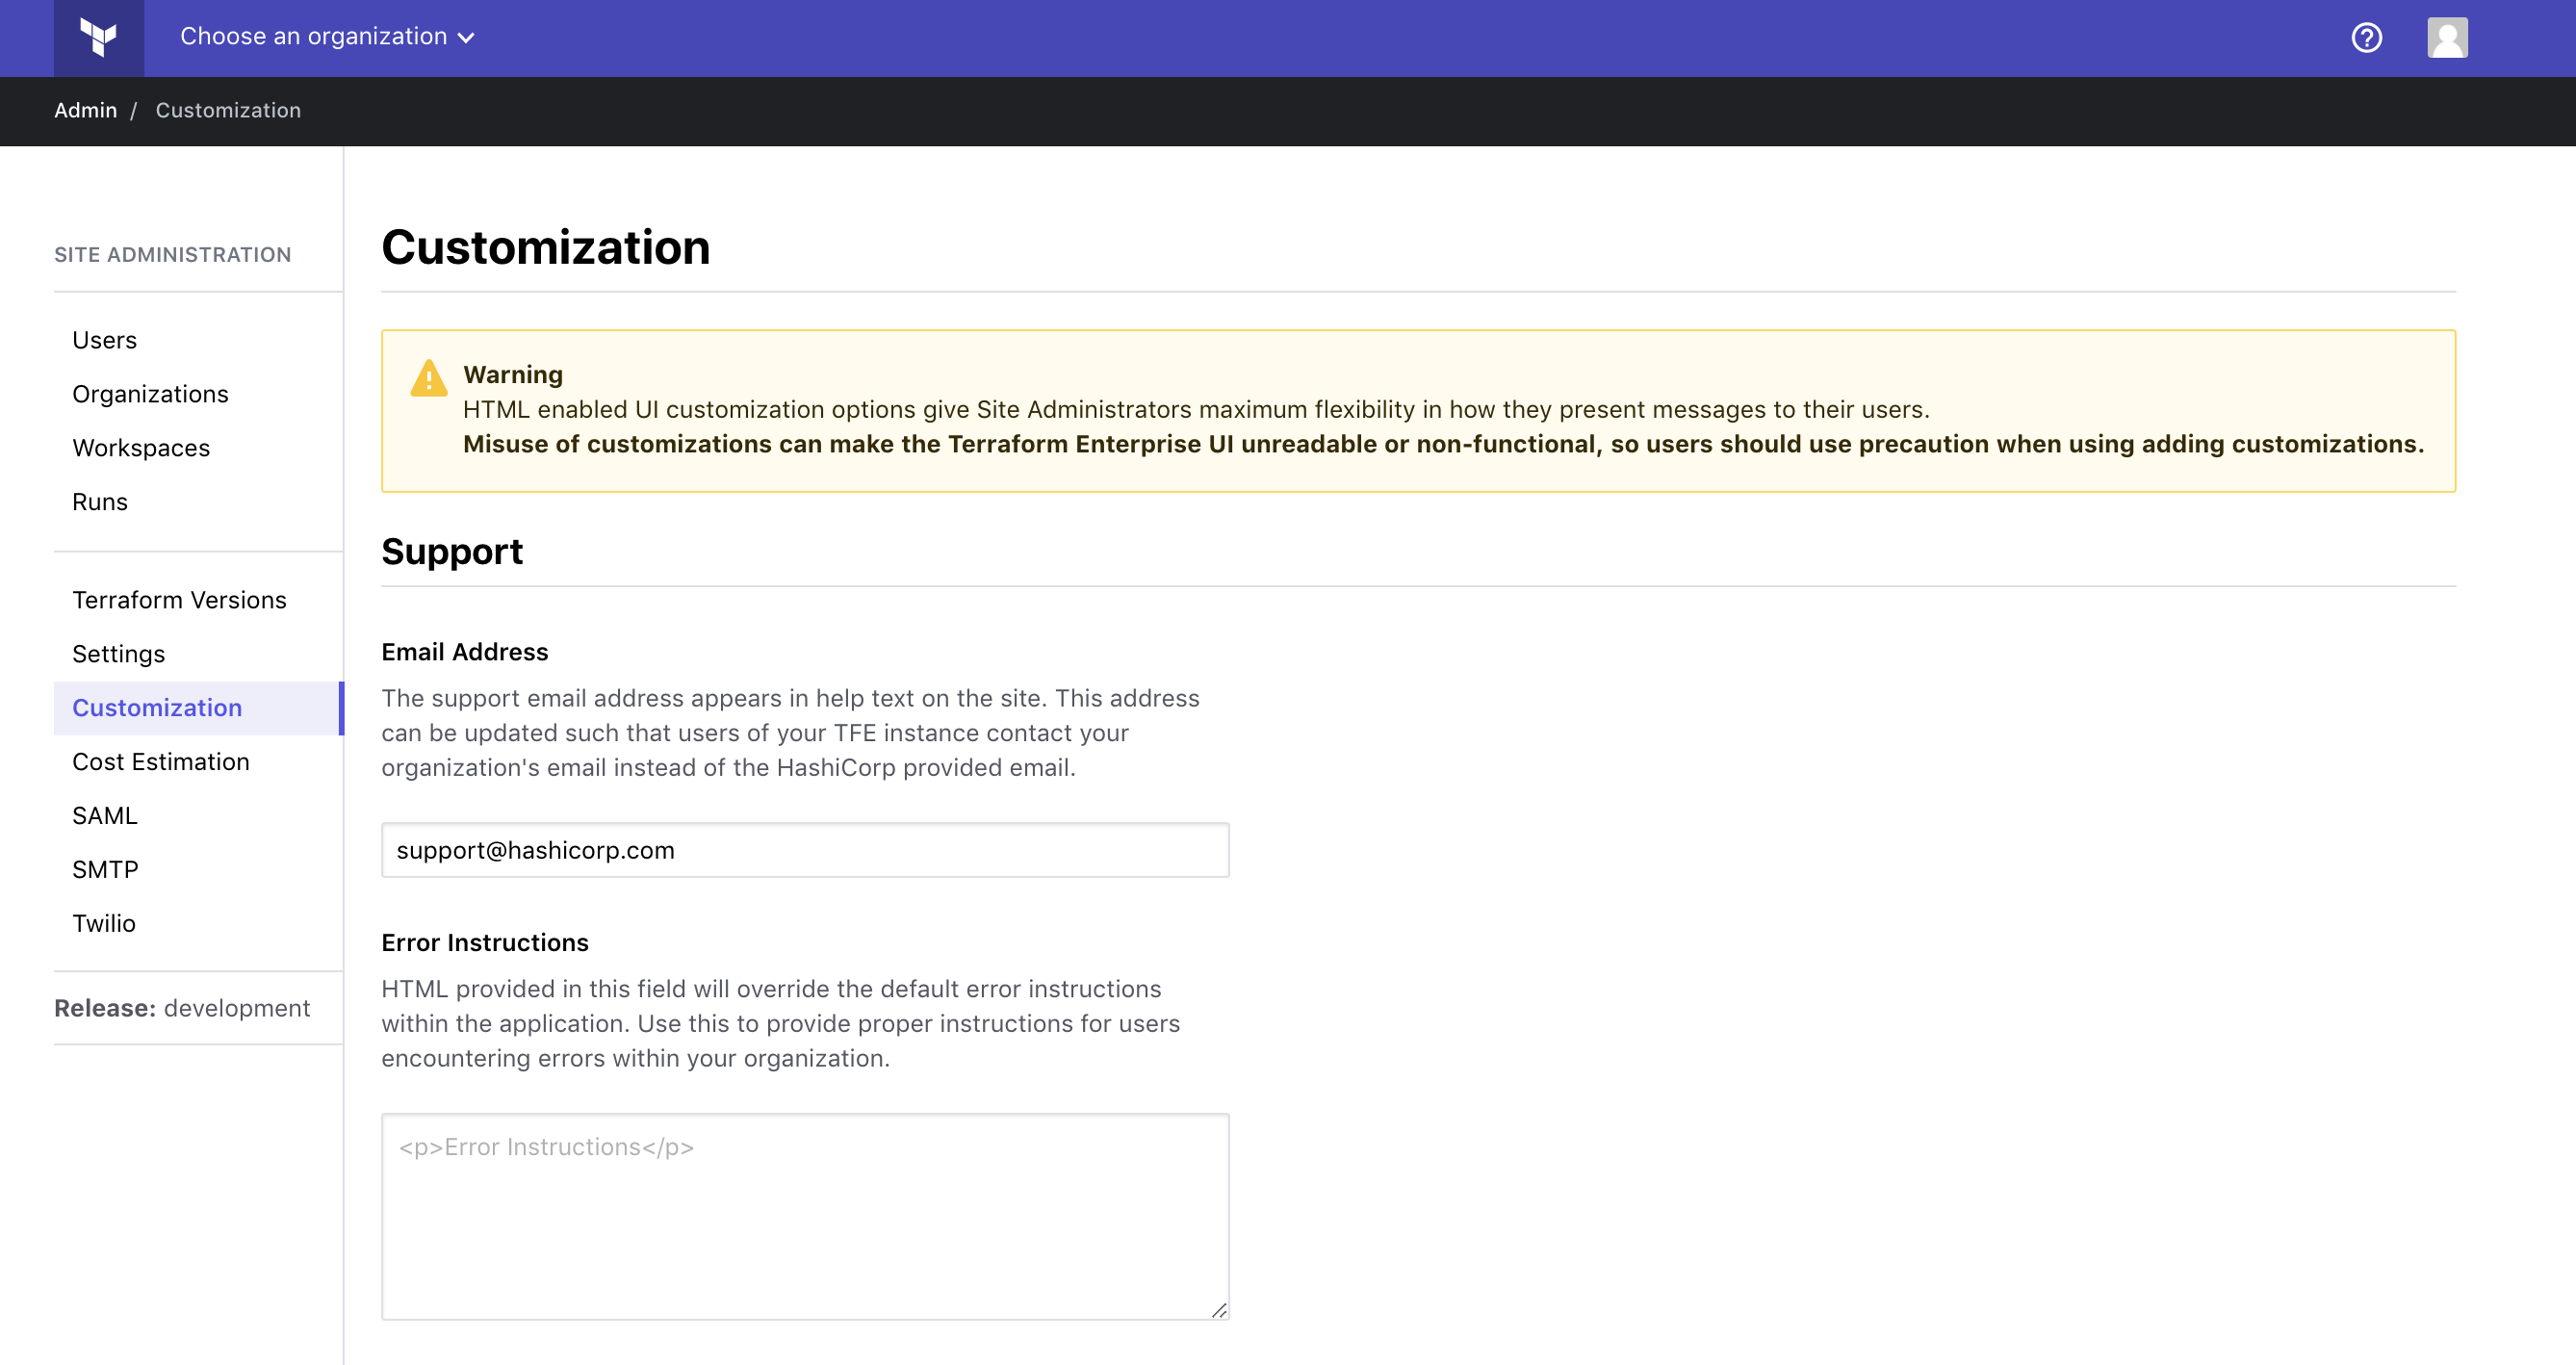 Choose an organization
Admin / Customization
SITE ADMINISTRATION
Users
Organizations
Workspaces
Runs
Terraform Versions
Settings
Customization
Cost Estimation
SAML
SMTP
Twilio
Release: development
Customization
Warning
HTML enabled UI customization options give Site Administrators maximum flexibility in how they present messages to their users.
Misuse of customizations can make the Terraform Enterprise UI unreadable or non-functional, so users should use precaution when using adding customizations.
Support
Email Address
The support email address appears in help text on the site. This address
can be updated such that users of your TFE instance contact your
organization's email instead of the HashiCorp provided email.
support@hashicorp.com
Error Instructions
HTML provided in this field will override the default error instructions
within the application. Use this to provide proper instructions for users
encountering errors within your organization.
<p>Error Instructions</p>